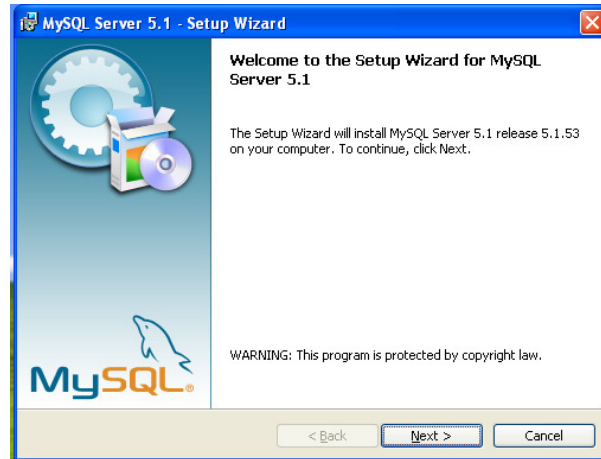 MySQL Server 5.1 - Setup Wizard
Welcome to the Setup Wizard for MySQL
Server 5.1
The Setup Wizard will install MySQL Server 5.1 release 5.1.53
on your computer. To continue, click Next.
WARNING: This program is protected by copyright law.
MySQL®
< Back Next > Cancel